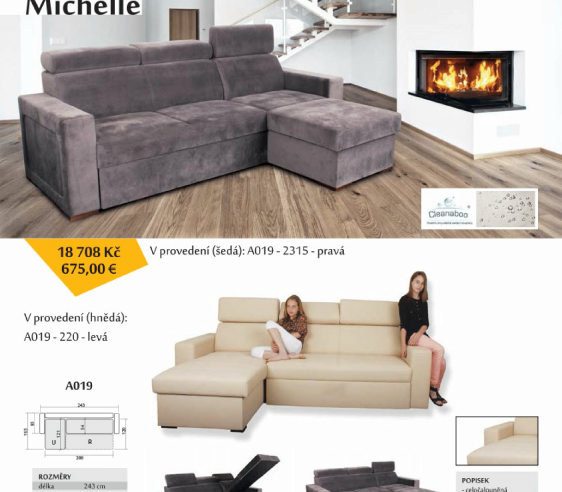 Michelle
Cleanaboo
18 708 Kč
675,00 €
V provedení (šedá): A019 - 2315 - pravá
V provedení (hnědá):
A019 - 220 - levá
A019
243
U
R
200
ROZMĚRY
délka 243 cm
POPISEK
- celočalouněná